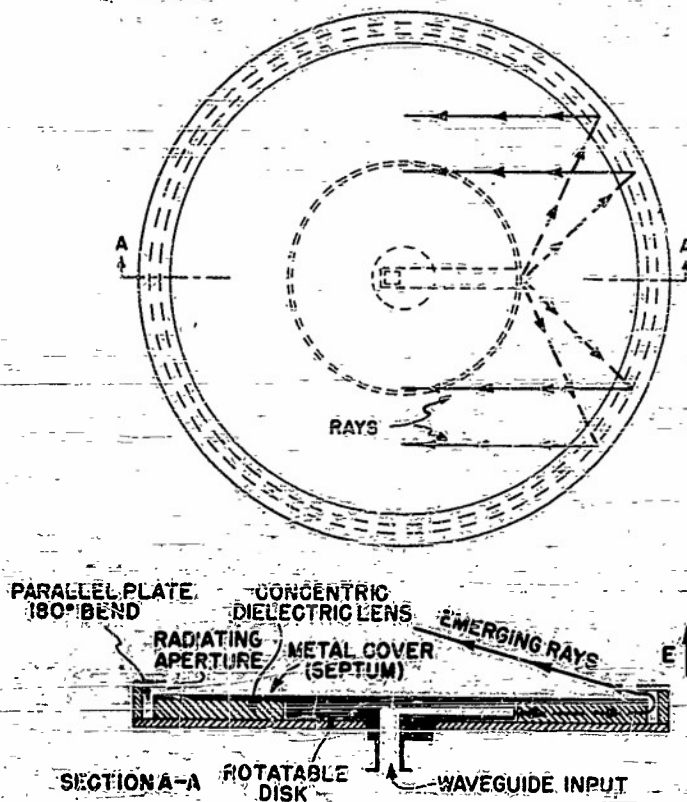 A
A
RAYS
PARALLEL PLATE
180° BEND
CONCENTRIC
DIELECTRIC LENS
RADIATING
APERTURE
METAL COVER
(SEPTUM)
EMERGING RAYS
E
SECTION A-A
ROTATABLE
DISK
WAVEGUIDE INPUT